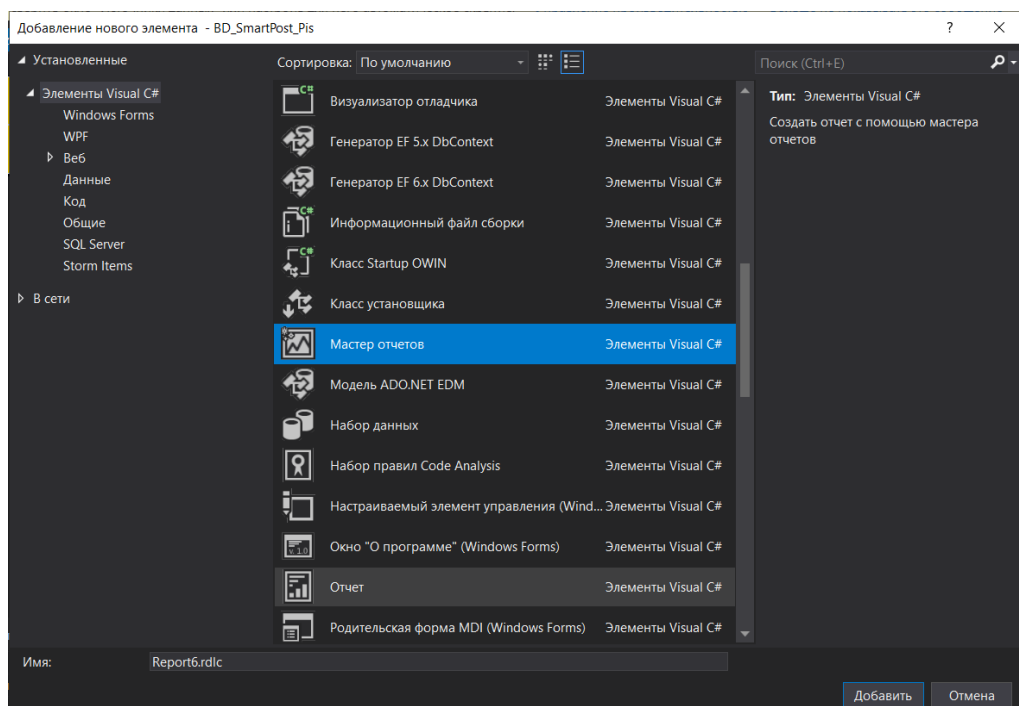 Добавление нового элемента - BD_SmartPost_Pis
? ×
Установленные
Элементы Visual C#
Windows Forms
WPF
Веб
Данные
Код
Общие
SQL Server
Storm Items
В сети
Сортировка: По умолчанию
Визуализатор отладчика Элементы Visual C#
Генератор EF 5.x DbContext Элементы Visual C#
Генератор EF 6.x DbContext Элементы Visual C#
Информационный файл сборки Элементы Visual C#
Класс Startup OWIN Элементы Visual C#
Класс установщика Элементы Visual C#
Мастер отчетов Элементы Visual C#
Модель ADO.NET EDM Элементы Visual C#
Набор данных Элементы Visual C#
Набор правил Code Analysis Элементы Visual C#
Настраиваемый элемент управления (Wind... Элементы Visual C#
Окно "О программе" (Windows Forms) Элементы Visual C#
Отчет Элементы Visual C#
Родительская форма MDI (Windows Forms) Элементы Visual C#
Поиск (Ctrl+E)
Тип: Элементы Visual C#
Создать отчет с помощью мастера
отчетов
Имя: Report6.rdlc
Добавить Отмена